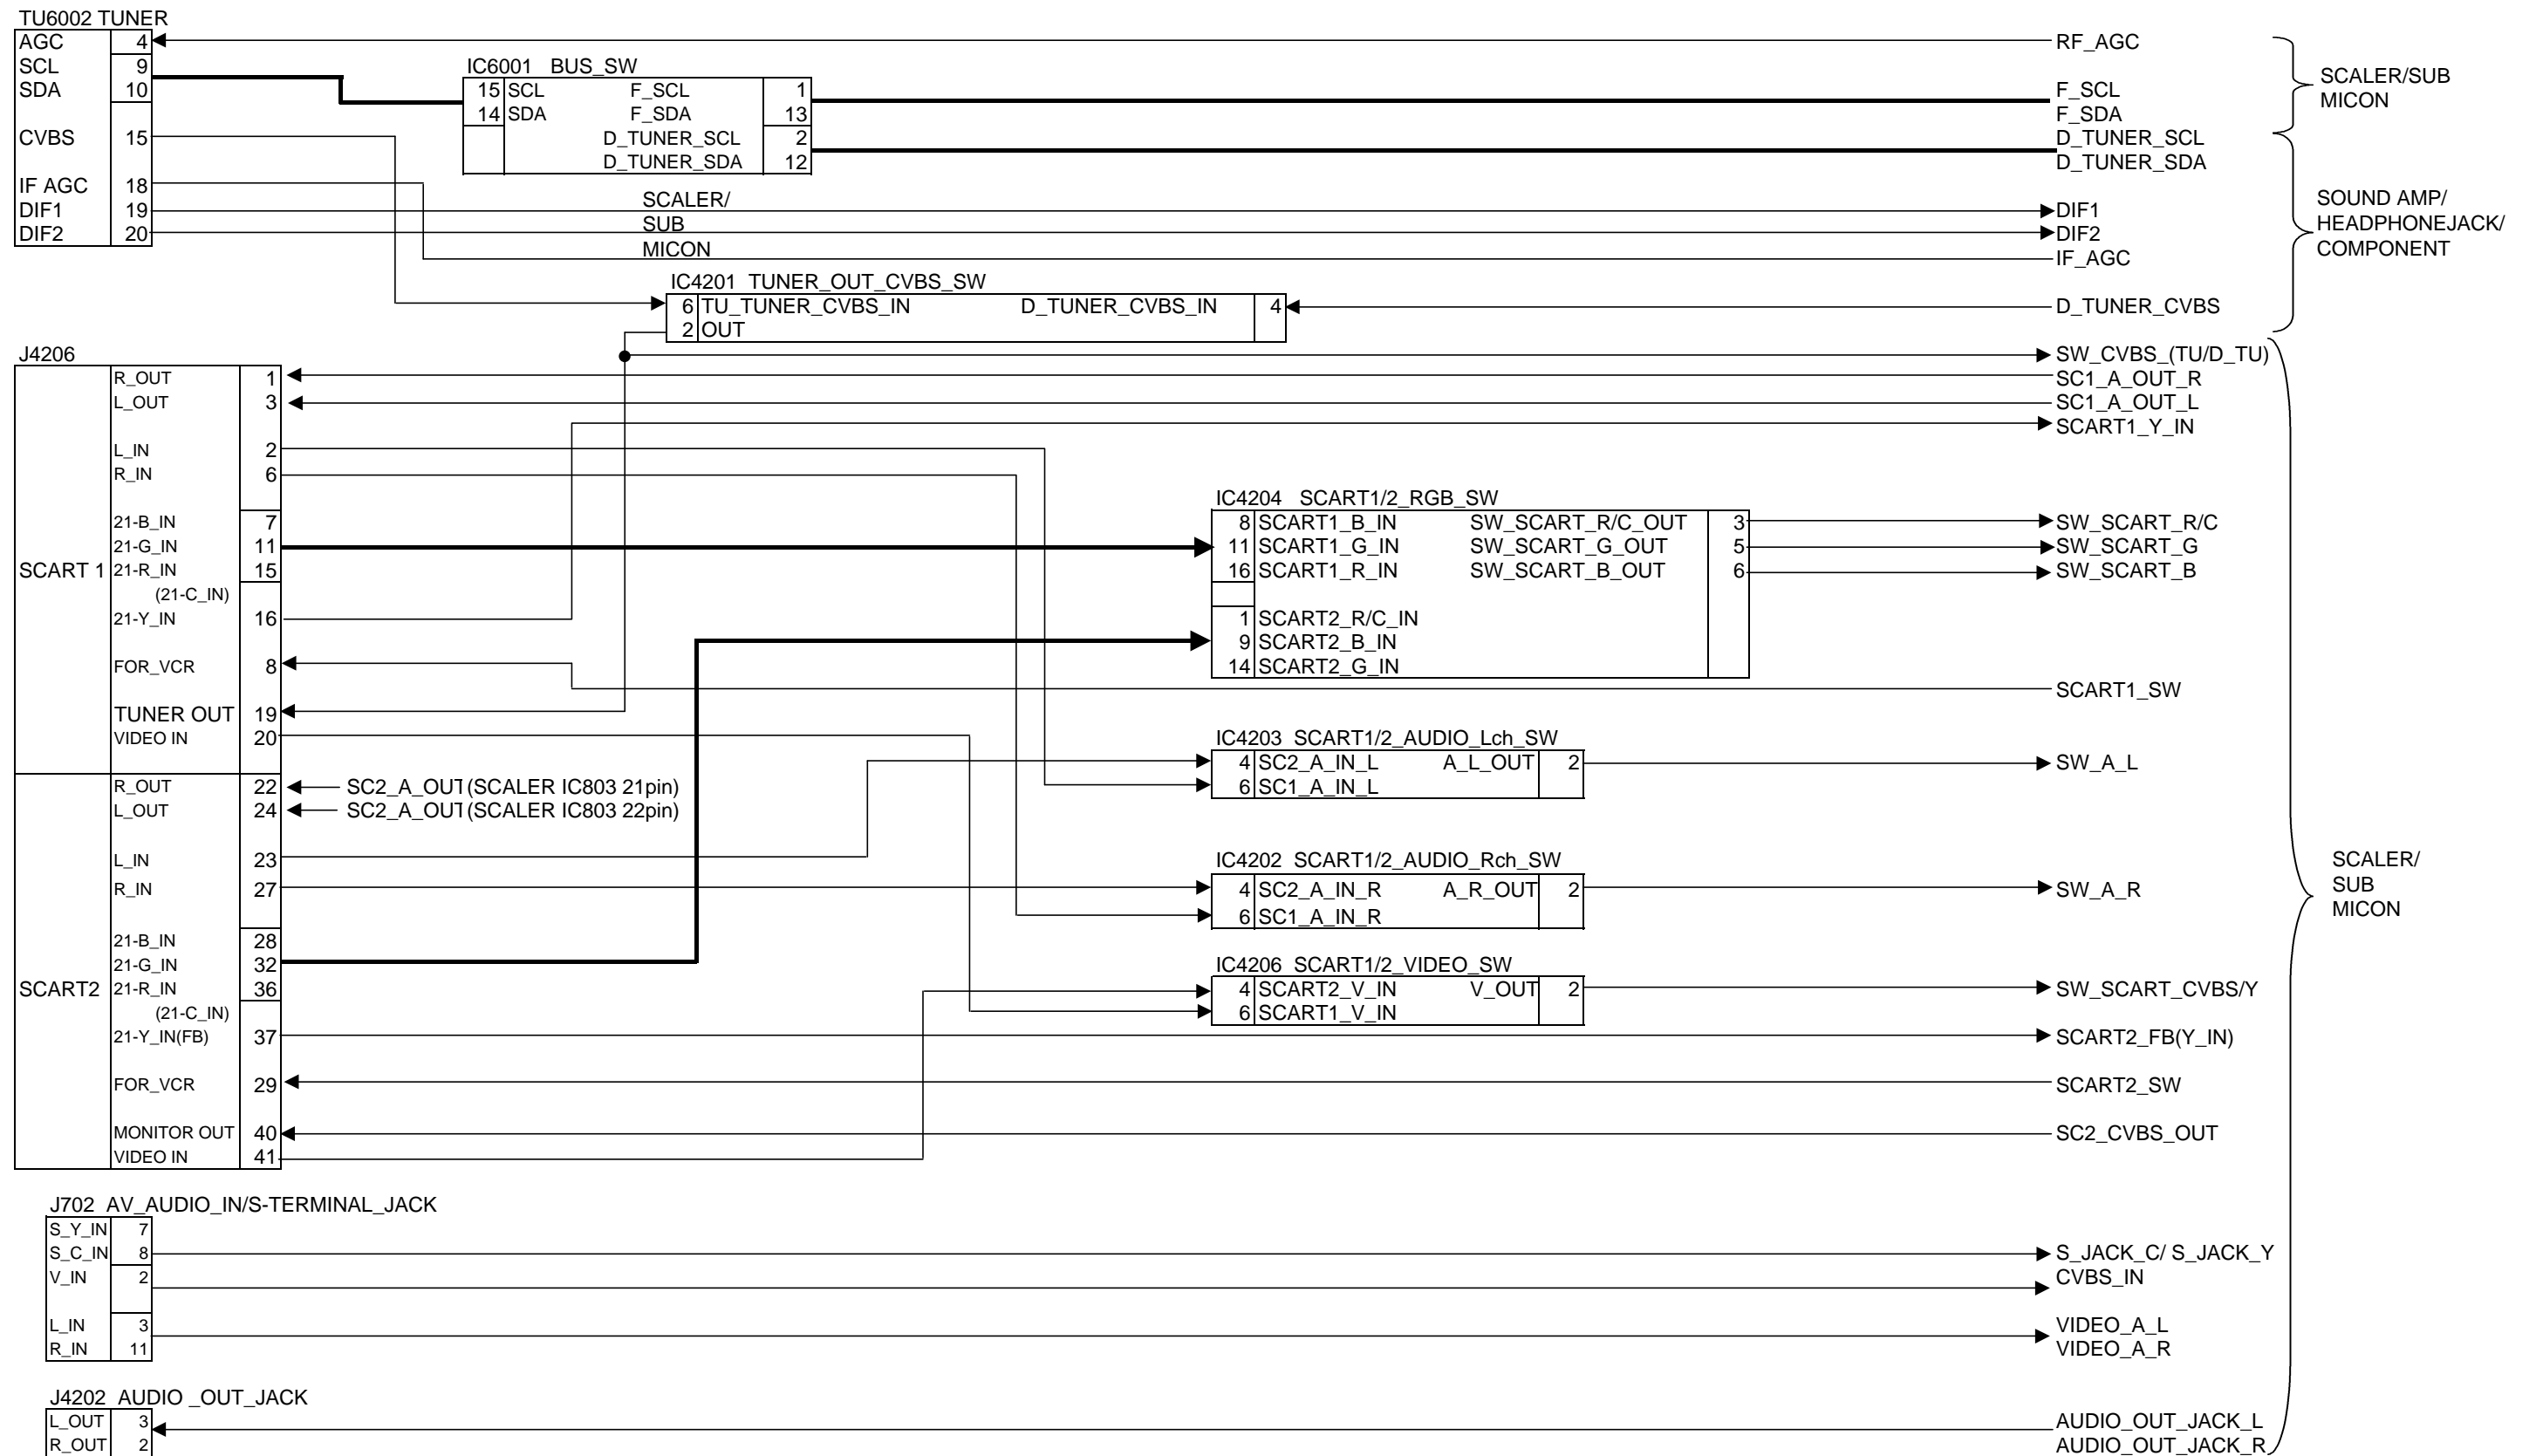 TU6002 TUNER
AGC 4
SCL 9
SDA 10
CVBS 15
IF AGC 18
DIF1 19
DIF2 20
IC6001 BUS_SW
15 SCL F_SCL 1
14 SDA F_SDA 13
D_TUNER_SCL 2
D_TUNER_SDA 12
SCALER/
SUB
MICON
RF_AGC
F_SCL
F_SDA
D_TUNER_SCL
D_TUNER_SDA
DIF1
DIF2
IF_AGC
D_TUNER_CVBS
SCALER/SUB
MICON
SOUND AMP/
HEADPHONEJACK/
COMPONENT
IC4201 TUNER_OUT_CVBS_SW
6 TU_TUNER_CVBS_IN D_TUNER_CVBS_IN 4
2 OUT
J4206
SCART 1
R_OUT 1
L_OUT 3
L_IN 2
R_IN 6
21-B_IN 7
21-G_IN 11
21-R_IN 15
(21-C_IN)
21-Y_IN 16
FOR_VCR 8
TUNER OUT 19
VIDEO IN 20
SCART2
R_OUT 22
L_OUT 24
L_IN 23
R_IN 27
21-B_IN 28
21-G_IN 32
21-R_IN 36
(21-C_IN)
21-Y_IN(FB) 37
FOR_VCR 29
MONITOR OUT 40
VIDEO IN 41
SC2_A_OUT(SCALER IC803 21pin)
SC2_A_OUT(SCALER IC803 22pin)
IC4204 SCART1/2_RGB_SW
8 SCART1_B_IN SW_SCART_R/C_OUT 3
11 SCART1_G_IN SW_SCART_G_OUT 5
16 SCART1_R_IN SW_SCART_B_OUT 6
1 SCART2_R/C_IN
9 SCART2_B_IN
14 SCART2_G_IN
IC4203 SCART1/2_AUDIO_Lch_SW
4 SC2_A_IN_L A_L_OUT 2
6 SC1_A_IN_L
IC4202 SCART1/2_AUDIO_Rch_SW
4 SC2_A_IN_R A_R_OUT 2
6 SC1_A_IN_R
IC4206 SCART1/2_VIDEO_SW
4 SCART2_V_IN V_OUT 2
6 SCART1_V_IN
SW_CVBS_(TU/D_TU)
SC1_A_OUT_R
SC1_A_OUT_L
SCART1_Y_IN
SW_SCART_R/C
SW_SCART_G
SW_SCART_B
SCART1_SW
SW_A_L
SW_A_R
SW_SCART_CVBS/Y
SCART2_FB(Y_IN)
SCART2_SW
SC2_CVBS_OUT
SCALER/
SUB
MICON
J702 AV_AUDIO_IN/S-TERMINAL_JACK
S_Y_IN 7
S_C_IN 8
V_IN 2
L_IN 3
R_IN 11
S_JACK_C/ S_JACK_Y
CVBS_IN
VIDEO_A_L
VIDEO_A_R
J4202 AUDIO _OUT_JACK
L_OUT 3
R_OUT 2
AUDIO_OUT_JACK_L
AUDIO_OUT_JACK_R